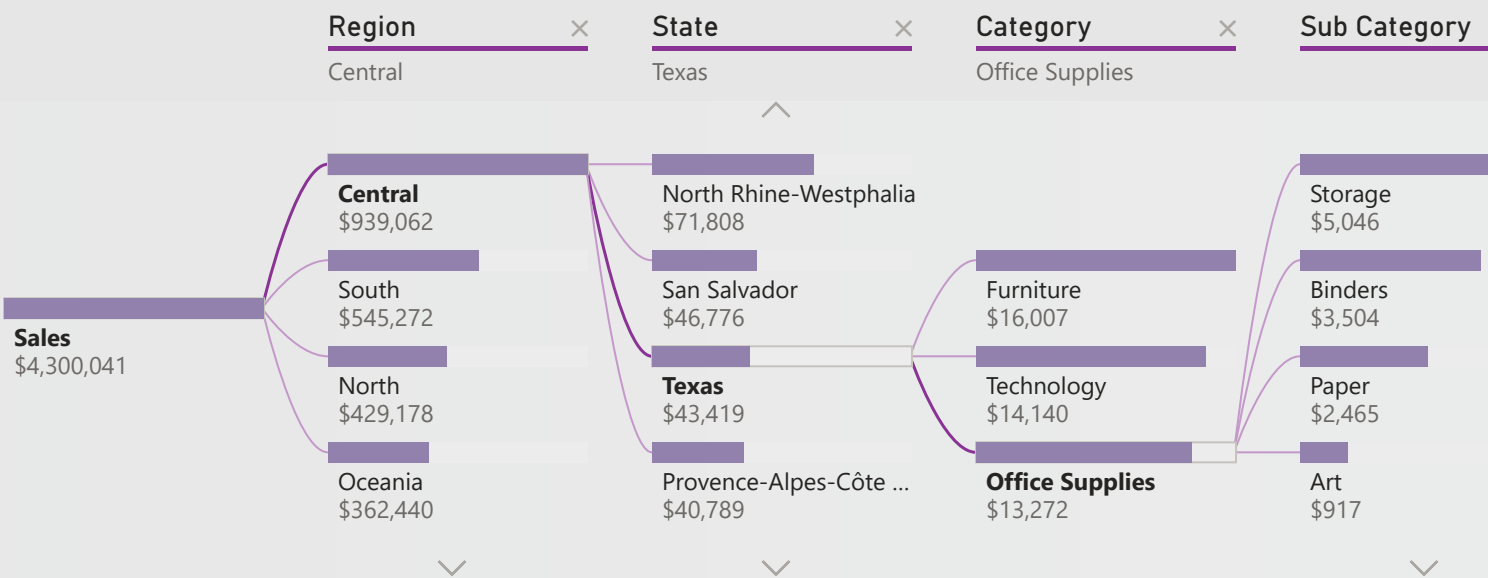 Region
State
Category
Sub Category
Central
Texas
Office Supplies
Sales
$4,300,041
Central
$939,062
South
$545,272
North
$429,178
Oceania
$362,440
North Rhine-Westphalia
$71,808
San Salvador
$46,776
Texas
$43,419
Provence-Alpes-Côte ...
$40,789
Furniture
$16,007
Technology
$14,140
Office Supplies
$13,272
Storage
$5,046
Binders
$3,504
Paper
$2,465
Art
$917